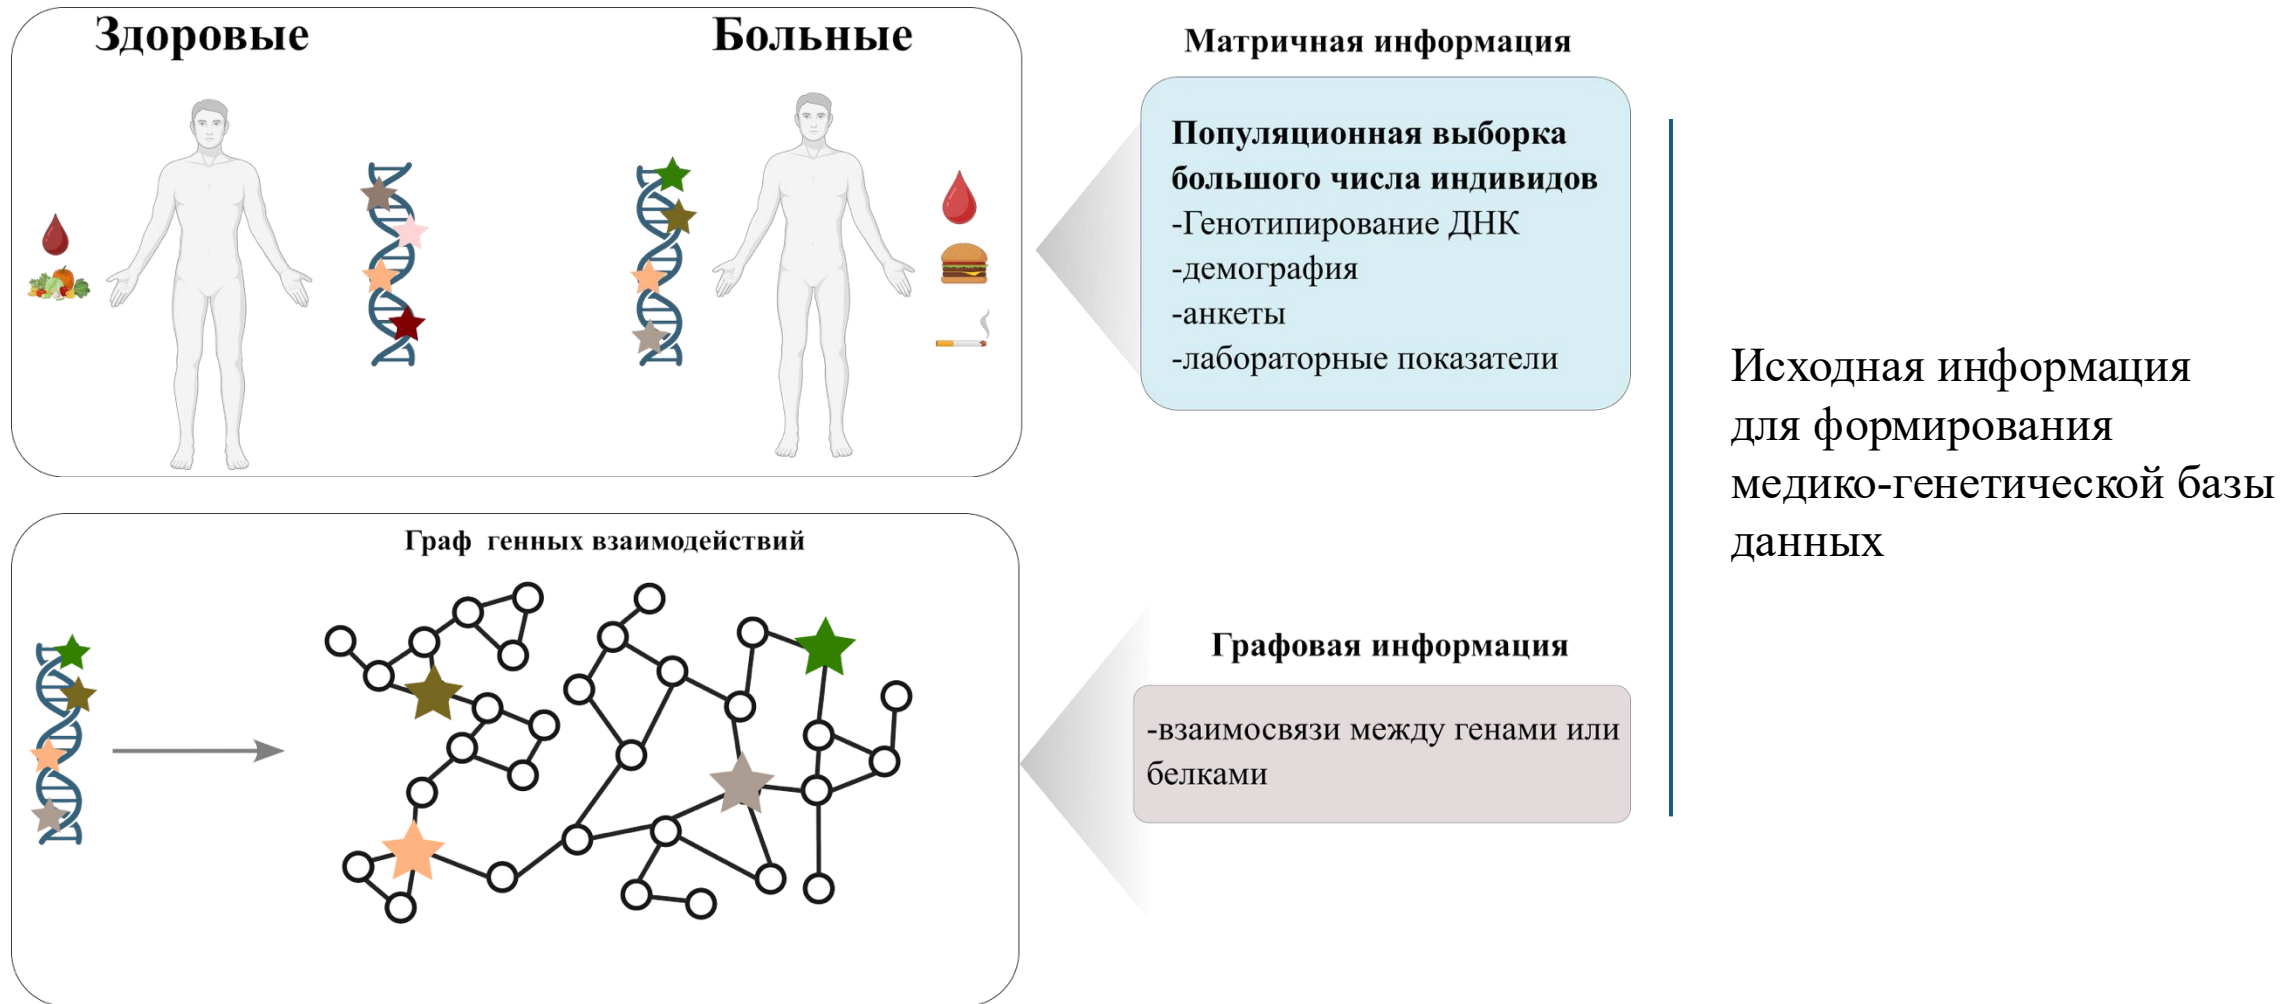 Здоровые
Больные
Матричная информация
Популяционная выборка
большого числа индивидов
-Генотипирование ДНК
-демография
-анкеты
-лабораторные показатели
Исходная информация
для формирования
медико-генетической базы
данных
Граф генных взаимодействий
Графовая информация
-взаимосвязи между генами или
белками